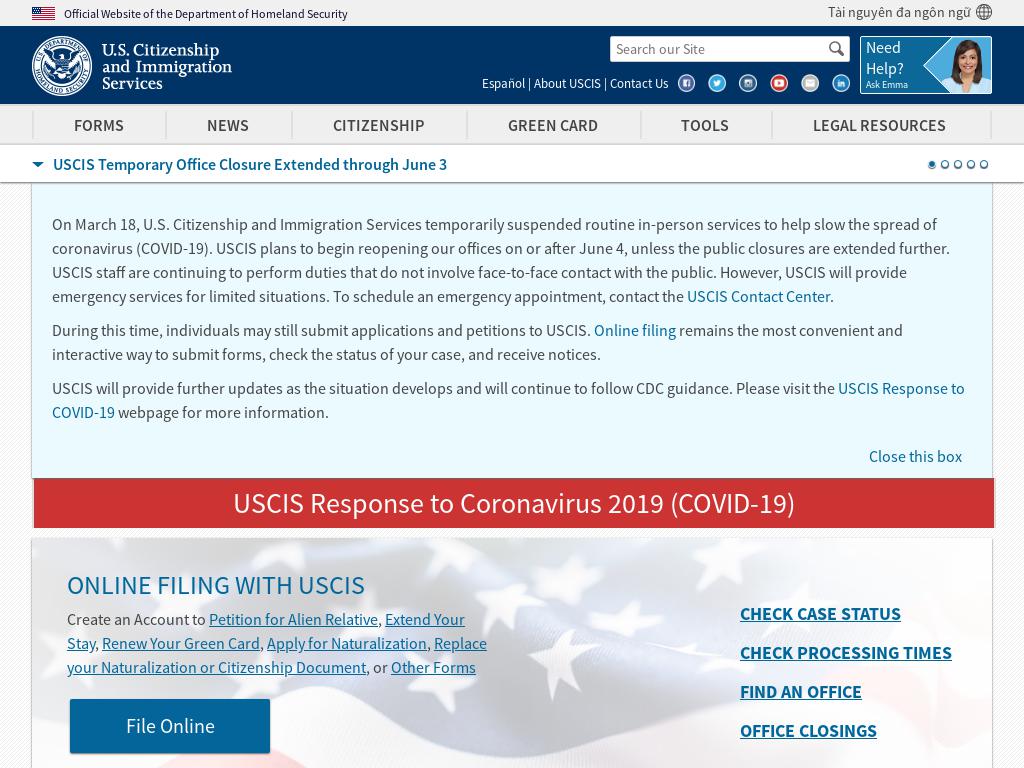 Official Website of the Department of Homeland Security
Tài nguyên đa ngôn ngữ
U.S. Citizenship
and Immigration
Services
Search our Site
Need
Help?
Ask Emma
Español | About USCIS | Contact Us
FORMS
NEWS
CITIZENSHIP
GREEN CARD
TOOLS
LEGAL RESOURCES
USCIS Temporary Office Closure Extended through June 3
On March 18, U.S. Citizenship and Immigration Services temporarily suspended routine in-person services to help slow the spread of
coronavirus (COVID-19). USCIS plans to begin reopening our offices on or after June 4, unless the public closures are extended further.
USCIS staff are continuing to perform duties that do not involve face-to-face contact with the public. However, USCIS will provide
emergency services for limited situations. To schedule an emergency appointment, contact the USCIS Contact Center.
During this time, individuals may still submit applications and petitions to USCIS. Online filing remains the most convenient and
interactive way to submit forms, check the status of your case, and receive notices.
USCIS will provide further updates as the situation develops and will continue to follow CDC guidance. Please visit the USCIS Response to
COVID-19 webpage for more information.
Close this box
USCIS Response to Coronavirus 2019 (COVID-19)
ONLINE FILING WITH USCIS
Create an Account to Petition for Alien Relative, Extend Your
Stay, Renew Your Green Card, Apply for Naturalization, Replace
your Naturalization or Citizenship Document, or Other Forms
File Online
CHECK CASE STATUS
CHECK PROCESSING TIMES
FIND AN OFFICE
OFFICE CLOSINGS